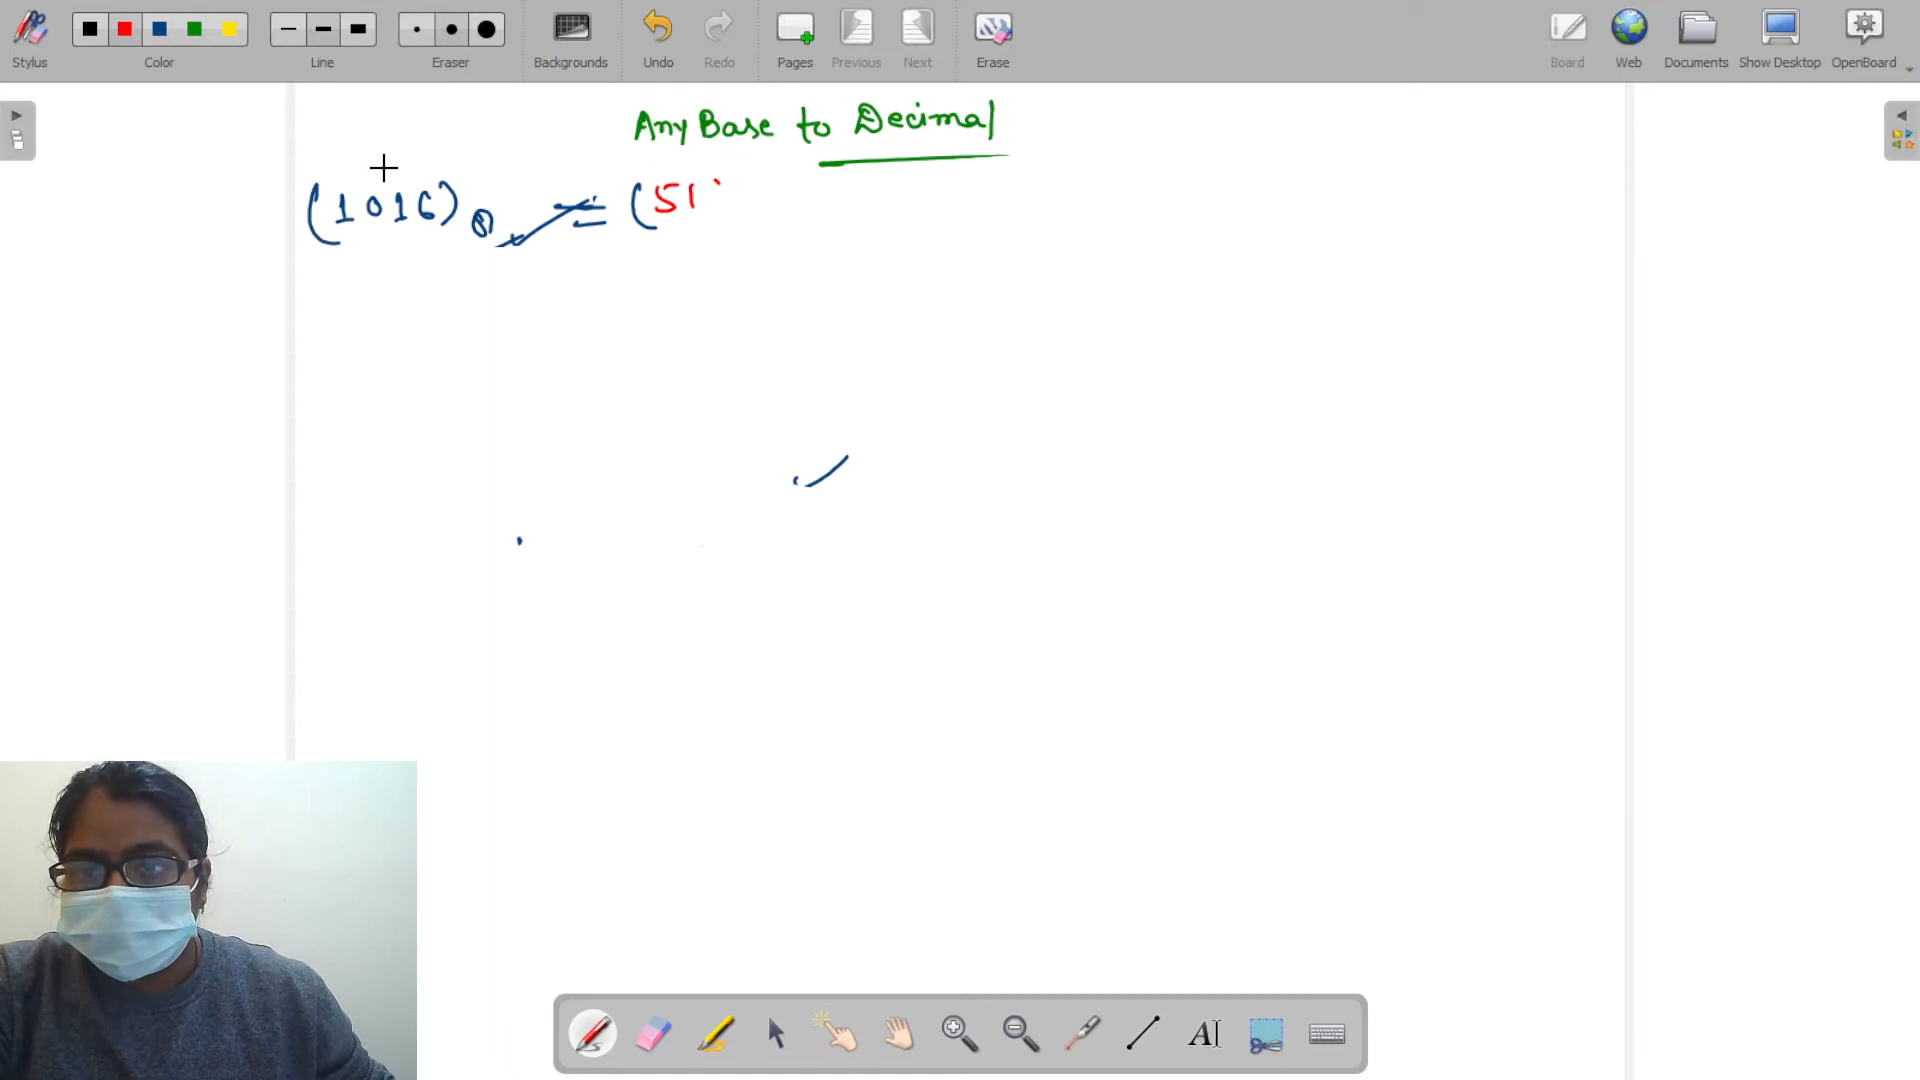 Stylus
Color
Line
Eraser
Backgrounds
Undo
Redo
Pages
Previous
Next
Erase
Board
Web
Documents
Show Desktop
OpenBoard
Any Base to Decimal
(1016)8 = (51